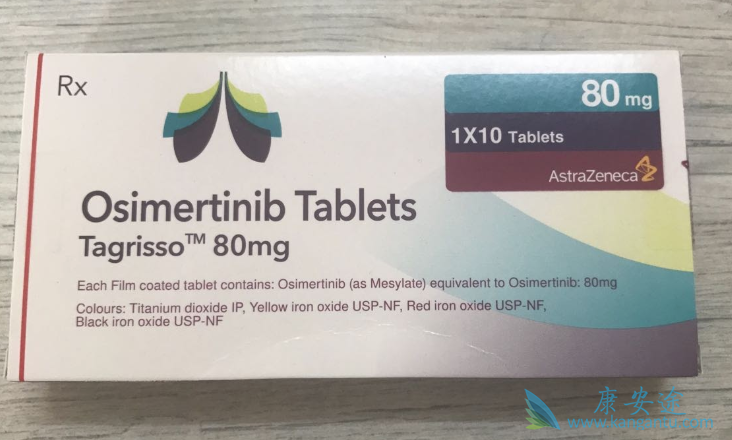 Rx
80 mg
1X10 Tablets
AstraZeneca
Osimertinib Tablets
Tagrisso™ 80mg
Each Film coated tablet contains: Osimertinib (as Mesylate) equivalent to Osimertinib: 80mg
Colours: Titanium dioxide IP, Yellow iron oxide USP-NF, Red iron oxide USP-NF,
Black iron oxide USP-NF
康安途